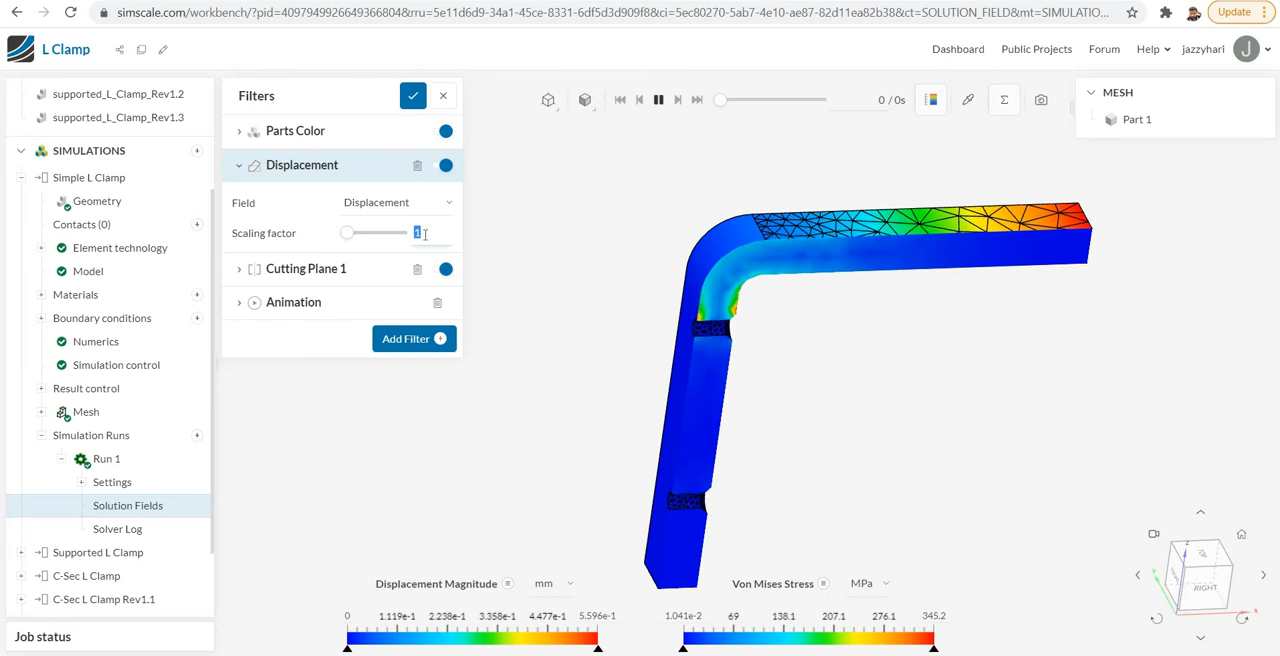 simscale.com/workbench/?pid=4097949926649366804&rru=5e11d6d9-34a1-45ce-8331-6df5d3d909f8&ci=5ec80270-5ab7-4e10-ae87-82d11ea82b38&ct=SOLUTION_FIELD&mt=SIMULATIO...
Update
L Clamp
Dashboard Public Projects Forum Help jazzyhari
J
supported_L_Clamp_Rev1.2
supported_L_Clamp_Rev1.3
SIMULATIONS
Simple L Clamp
Geometry
Contacts (0)
Element technology
Model
Materials
Boundary conditions
Numerics
Simulation control
Result control
Mesh
Simulation Runs
Run 1
Settings
Solution Fields
Solver Log
Supported L Clamp
C-Sec L Clamp
C-Sec L Clamp Rev1.1
Job status
Filters
Parts Color
Displacement
Field Displacement
Scaling factor 1
Cutting Plane 1
Animation
Add Filter
0 / 0s
Σ
MESH
Part 1
Displacement Magnitude mm
0 1.119e-1 2.238e-1 3.358e-1 4.477e-1 5.596e-1
Von Mises Stress MPa
1.041e-2 69 138.1 207.1 276.1 345.2
Z
TOP
RIGHT
Y
X